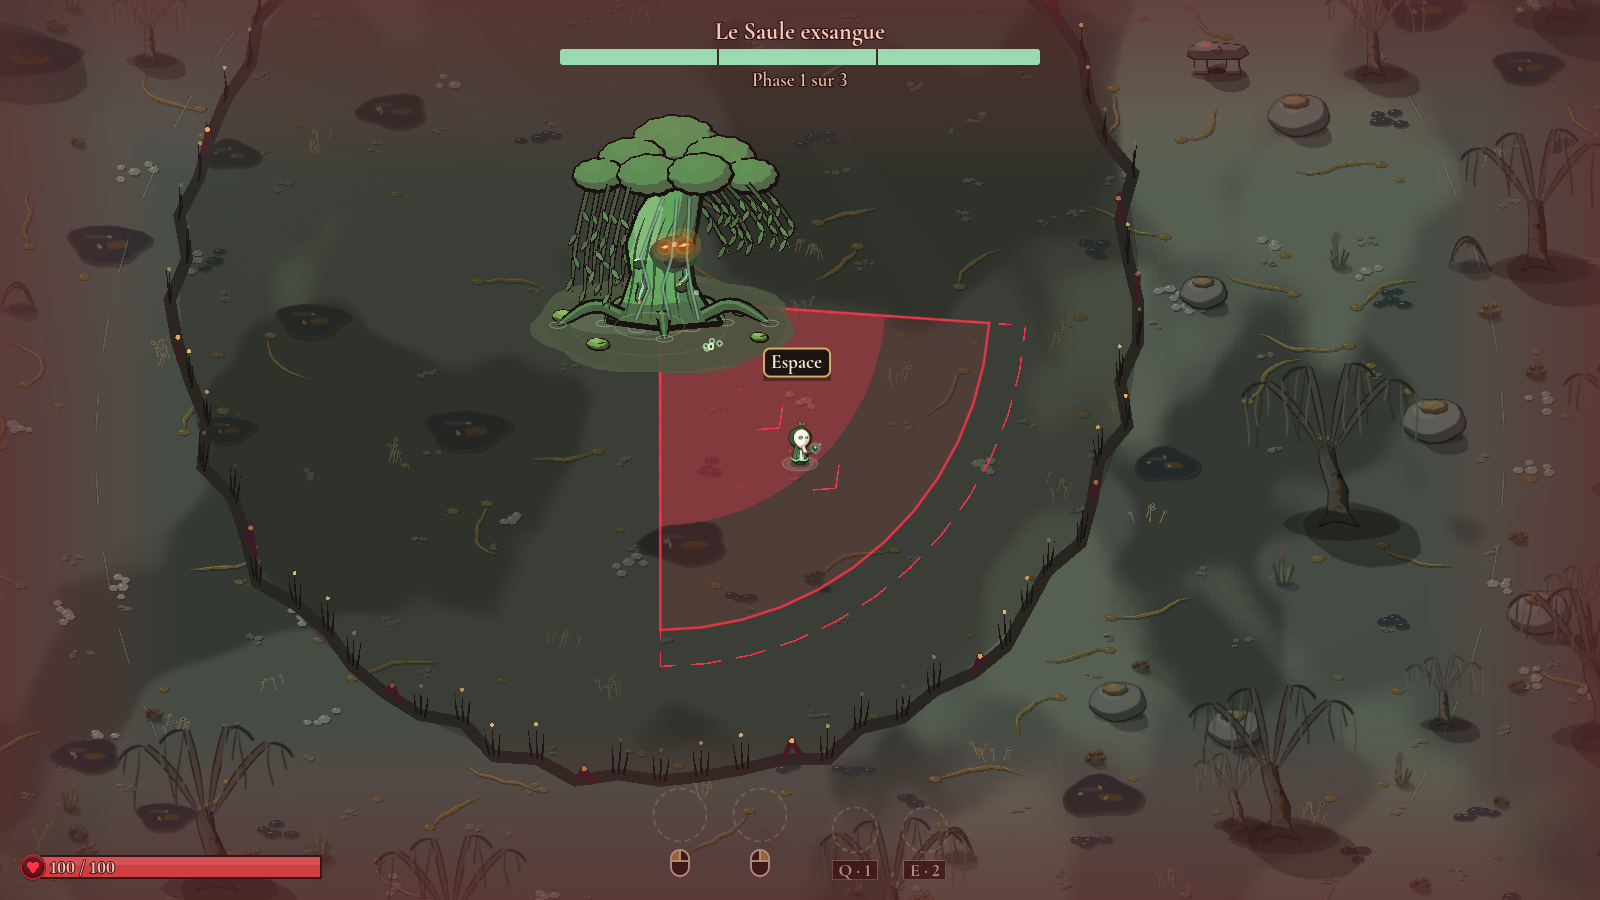 Le Saule exsangue
Phase 1 sur 3
Espace
100 / 100
Q · 1
E · 2